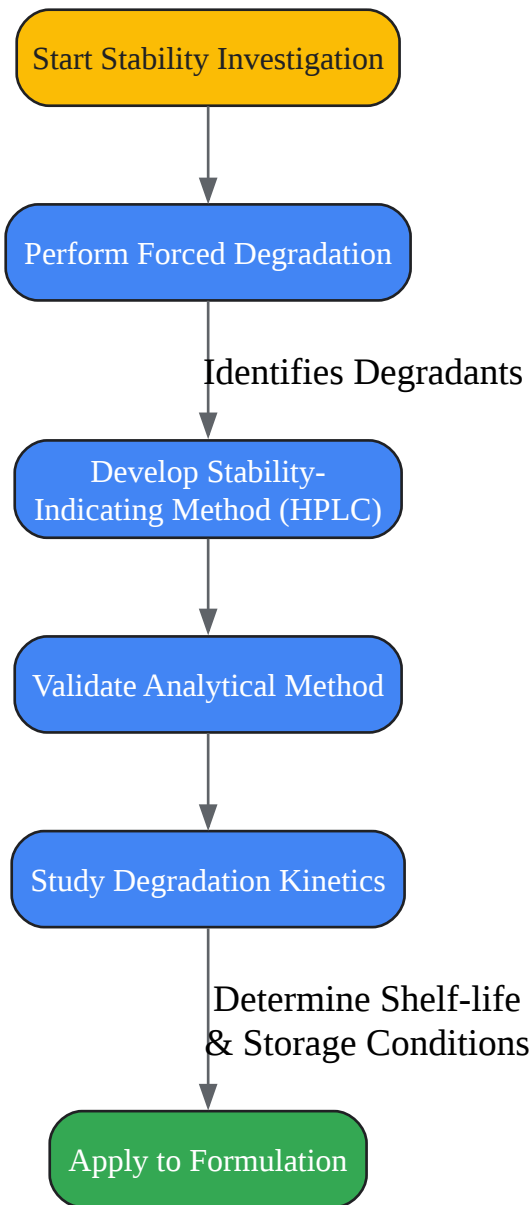 Start Stability Investigation
Perform Forced Degradation
Identifies Degradants
Develop Stability-
Indicating Method (HPLC)
Validate Analytical Method
Study Degradation Kinetics
Determine Shelf-life
& Storage Conditions
Apply to Formulation